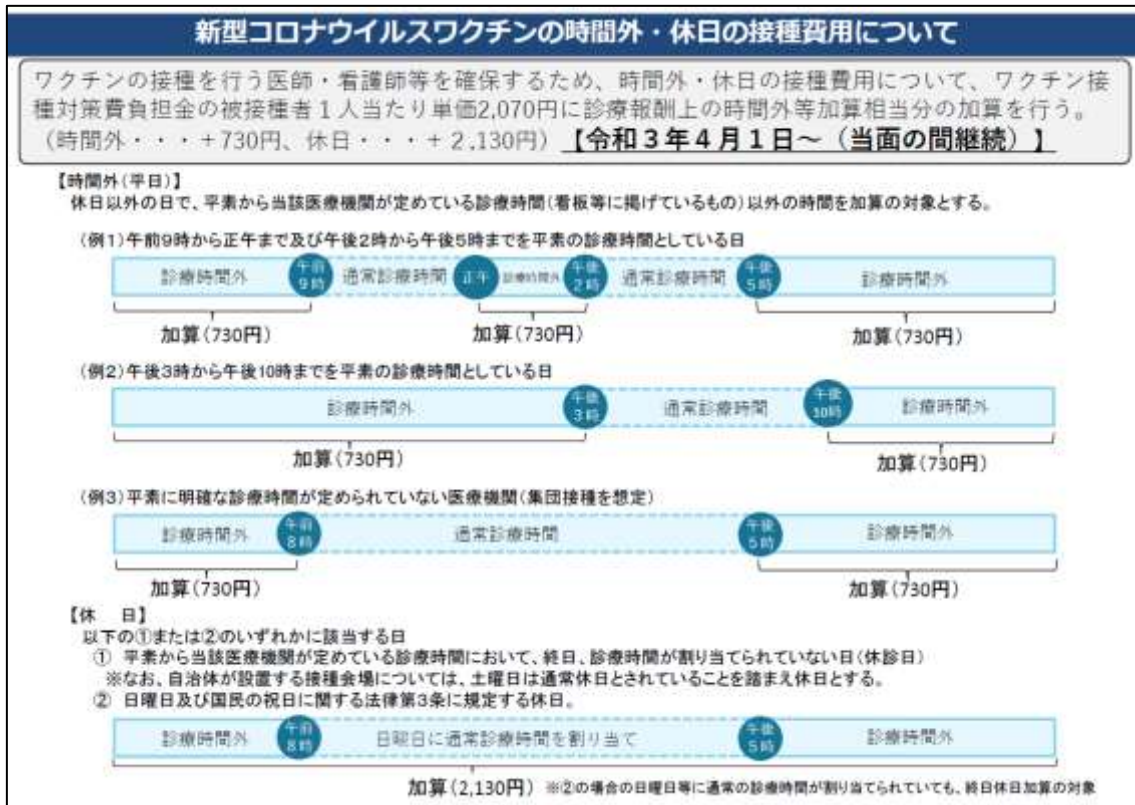 新型コロナウイルスワクチンの時間外・休日の接種費用について
ワクチンの接種を行う医師・看護師等を確保するため、時間外・休日の接種費用について、ワクチン接
種対策費負担金の被接種者1人当たり単価2,070円に診療報酬上の時間外等加算相当分の加算を行う。
(時間外・・・+730円、休日・・・+2,130円)【令和3年4月1日~(当面の間継続)】
【時間外(平日)】
休日以外の日で、平素から当該医療機関が定めている診療時間(看板等に掲げているもの)以外の時間を加算の対象とする。
(例1)午前9時から正午まで及び午後2時から午後5時までを平素の診療時間としている日
診療時間外 午前9時 通常診療時間 正午 診療時間外 午後2時 通常診療時間 午後5時 診療時間外
加算(730円) 加算(730円) 加算(730円)
(例2)午後3時から午後10時までを平素の診療時間としている日
診療時間外 午後3時 通常診療時間 午後10時 診療時間外
加算(730円) 加算(730円)
(例3)平素に明確な診療時間が定められていない医療機関(集団接種を想定)
診療時間外 午前8時 通常診療時間 午後5時 診療時間外
加算(730円) 加算(730円)
【休 日】
以下の①または②のいずれかに該当する日
① 平素から当該医療機関が定めている診療時間において、終日、診療時間が割り当てられていない日(休診日)
※なお、自治体が設置する接種会場については、土曜日は通常休日とされていることを踏まえ休日とする。
② 日曜日及び国民の祝日に関する法律第3条に規定する休日。
診療時間外 午前8時 日曜日に通常診療時間を割り当て 午後5時 診療時間外
加算(2,130円) ※②の場合の日曜日等に通常の診療時間が割り当てられていても、終日休日加算の対象